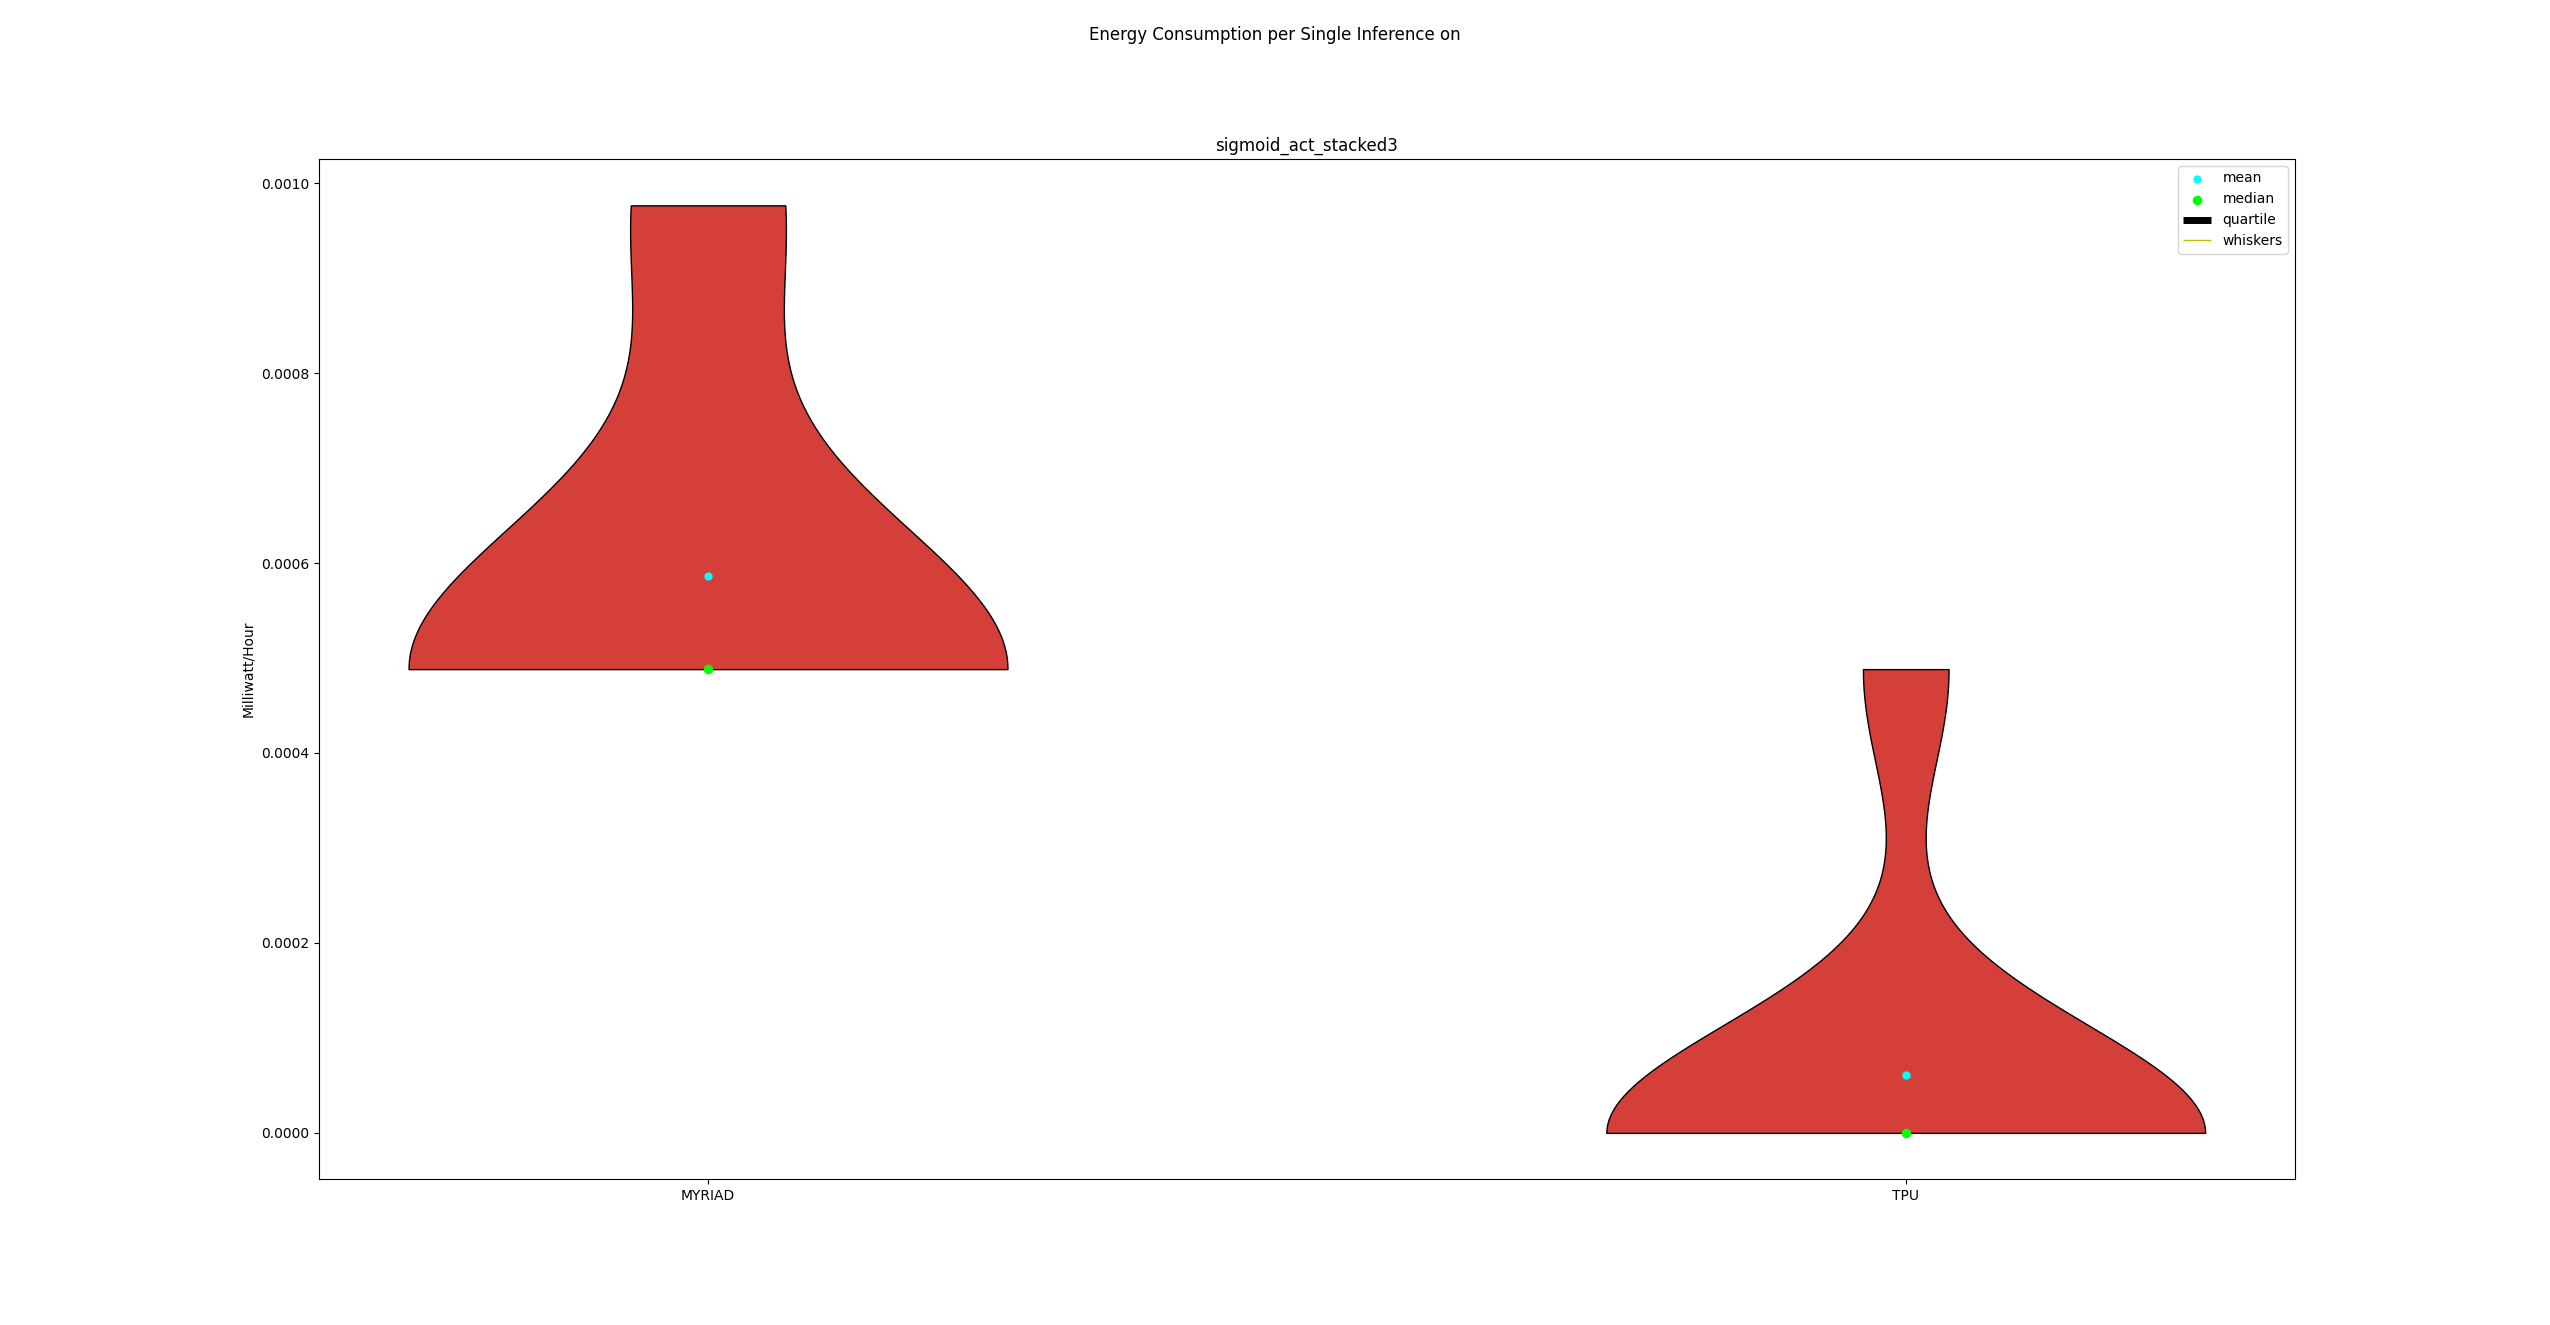 Energy Consumption per Single Inference on
sigmoid_act_stacked3
mean
median
quartile
whiskers
0.0010
0.0008
0.0006
0.0004
0.0002
0.0000
Milliwatt/Hour
MYRIAD
TPU